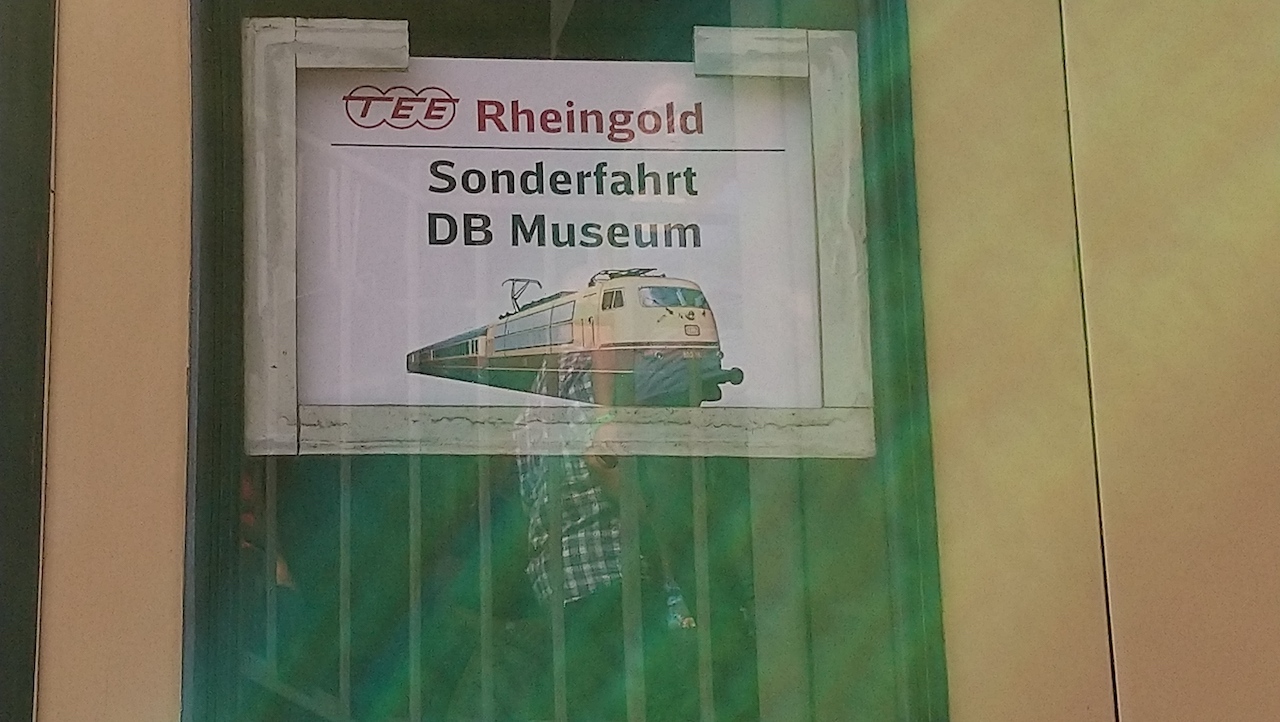 TEE Rheingold
Sonderfahrt
DB Museum